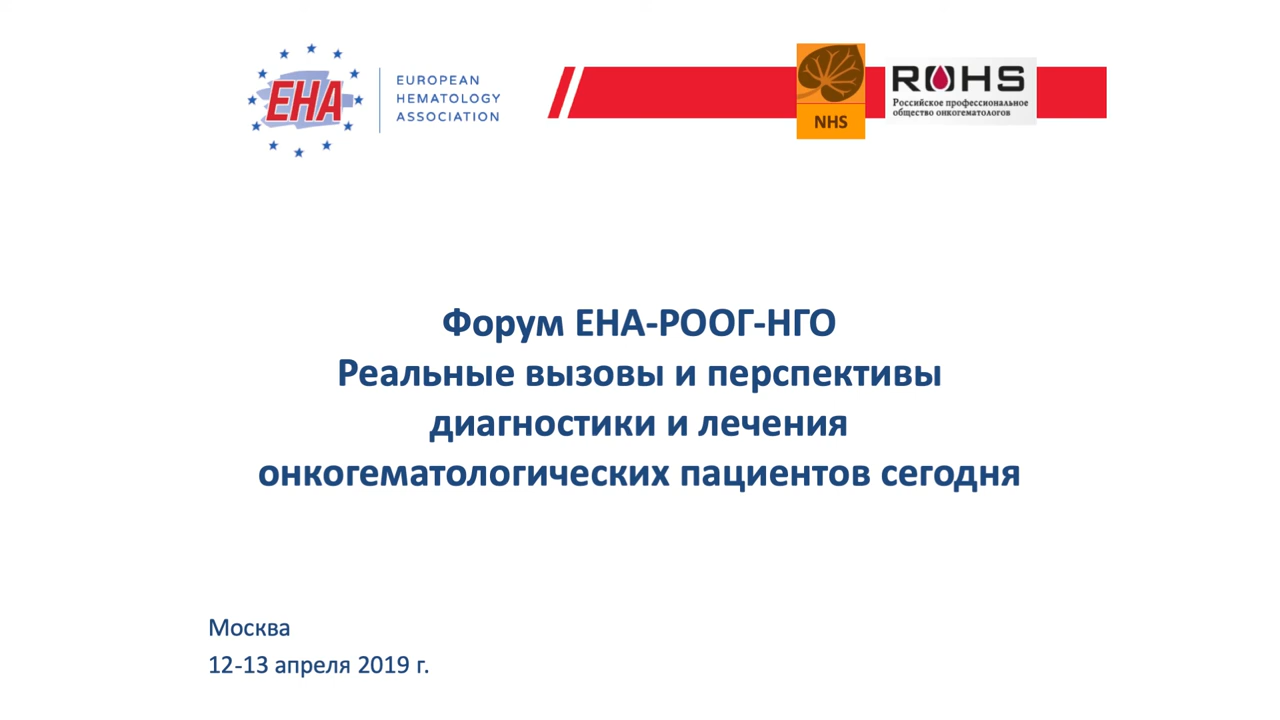 EHA
EUROPEAN
HEMATOLOGY
ASSOCIATION
NHS
ROHS
Российское профессиональное
общество онкогематологов
Форум ЕНА-РООГ-НГО
Реальные вызовы и перспективы
диагностики и лечения
онкогематологических пациентов сегодня
Москва
12-13 апреля 2019 г.